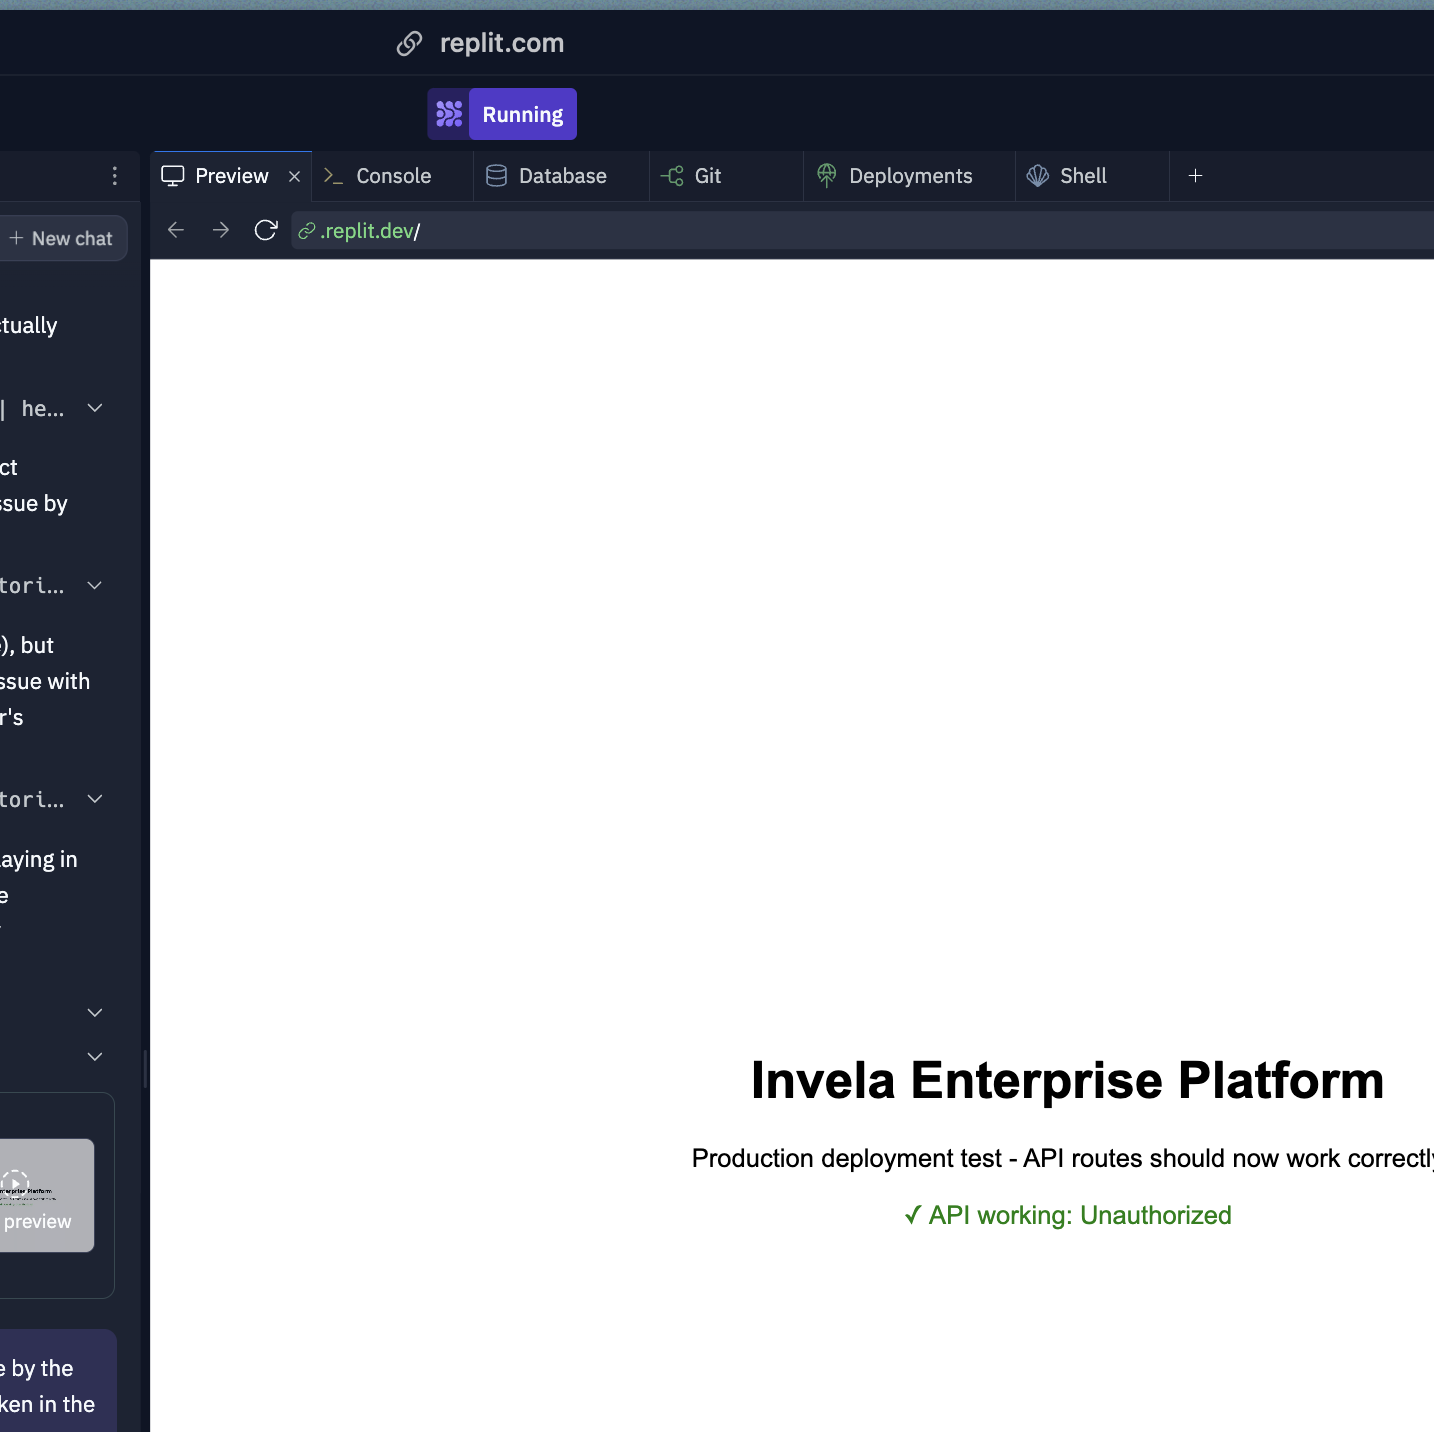 replit.com
Running
Preview
Console
Database
Git
Deployments
Shell
New chat
.replit.dev/
ctually
| he...
ct
ssue by
tori...
), but
ssue with
r's
tori...
aying in
e
preview
e by the
ken in the
Invela Enterprise Platform
Production deployment test - API routes should now work correctly
✓ API working: Unauthorized